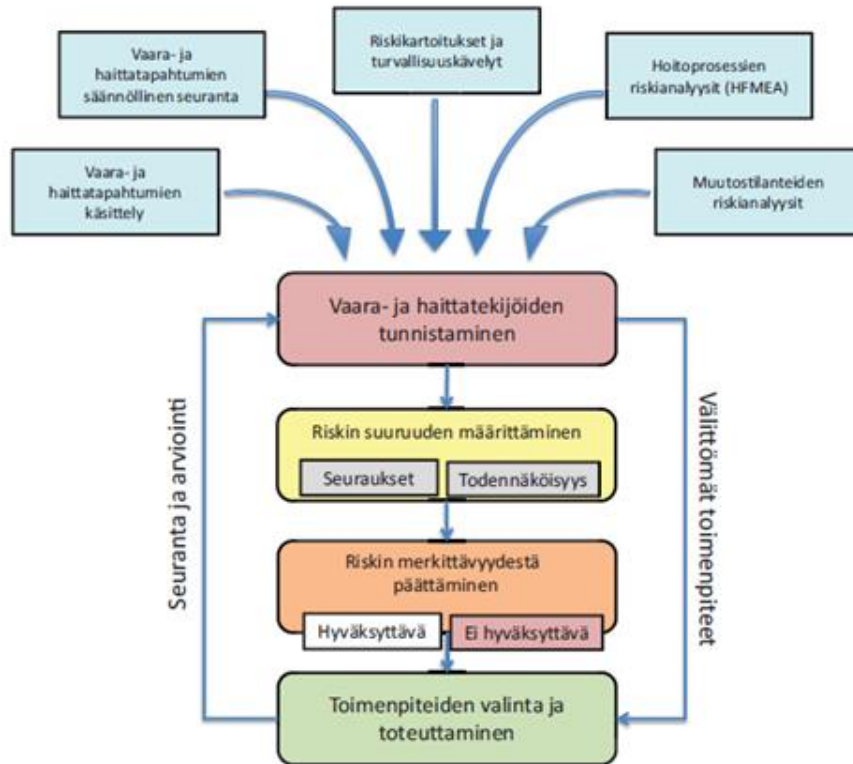 Vaara- ja
haittatapahtumien
säännöllinen seuranta
Riskikartoitukset ja
turvallisuuskävelyt
Hoitoprosessien
riskianalyysit (HFMEA)
Vaara- ja
haittatapahtumien
käsittely
Muutostilanteiden
riskianalyysit
Vaara- ja haittatekijöiden
tunnistaminen
Riskin suuruuden määrittäminen
Seuraukset
Todennäköisyys
Riskin merkittävyydestä
päättäminen
Hyväksyttävä
Ei hyväksyttävä
Toimenpiteiden valinta ja
toteuttaminen
Seuranta ja arviointi
Välittömät toimenpiteet